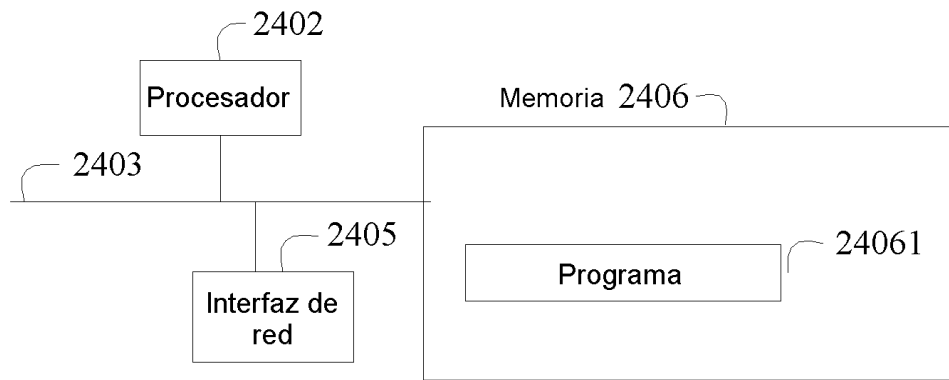 2402
Procesador
Memoria 2406
2403
2405
24061
Programa
Interfaz de
red